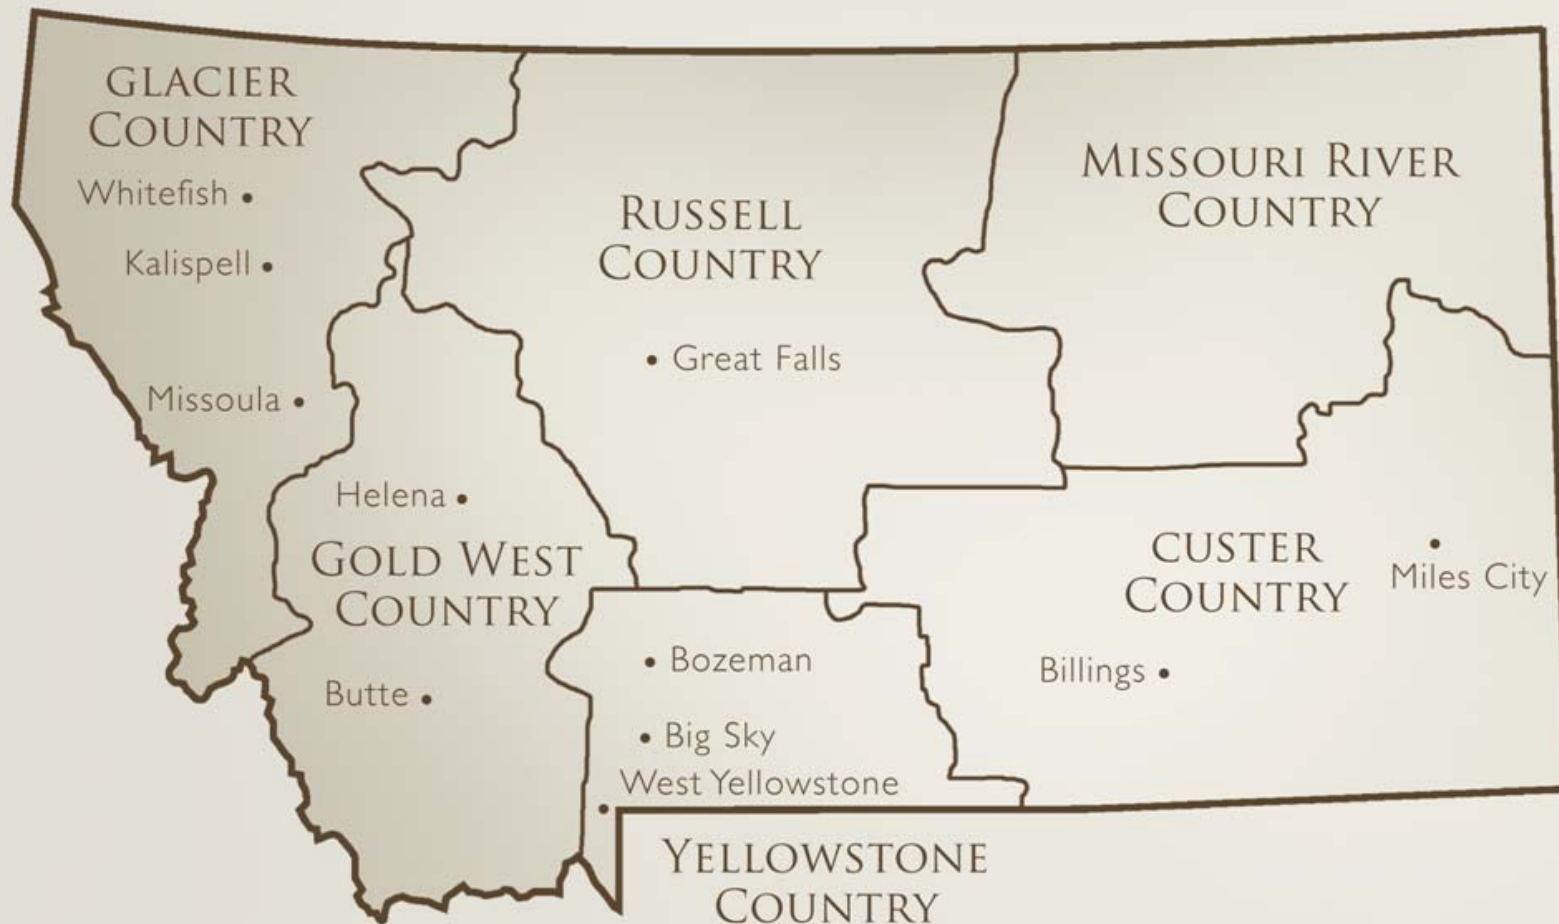 GLACIER
COUNTRY
Whitefish
Kalispell
Missoula
RUSSELL
COUNTRY
Great Falls
MISSOURI RIVER
COUNTRY
Helena
GOLD WEST
COUNTRY
Butte
Bozeman
Big Sky
West Yellowstone
YELLOWSTONE
COUNTRY
CUSTER
COUNTRY
Miles City
Billings